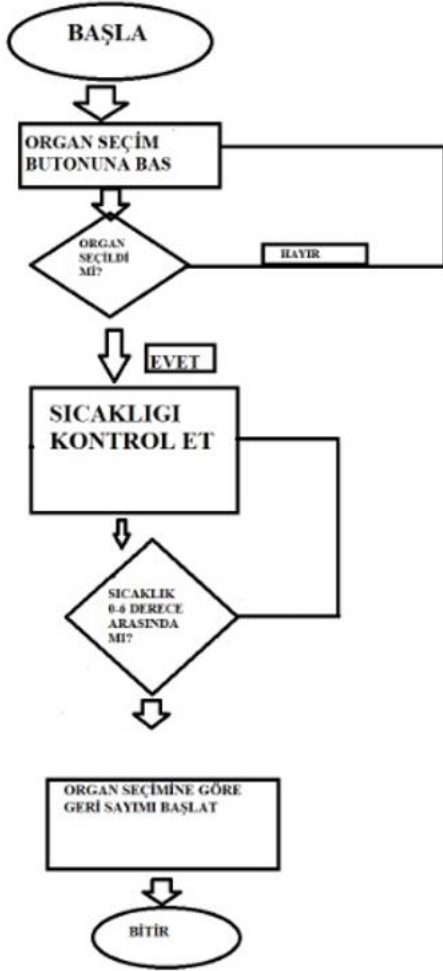 BAŞLA
ORGAN SEÇİM
BUTONUNA BAS
ORGAN
SEÇİLDİ
Mİ?
HAYIR
EVET
SICAKLIGI
KONTROL ET
SICAKLIK
0-6 DERECE
ARASINDA
MI?
ORGAN SEÇİMİNE GÖRE
GERİ SAYIMI BAŞLAT
BİTİR